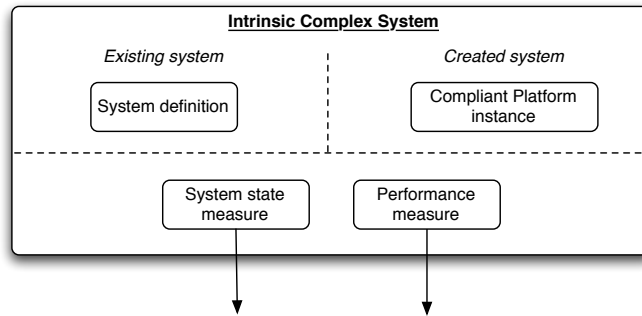 Intrinsic Complex System
Existing system
Created system
System definition
Compliant Platform
instance
System state
measure
Performance
measure